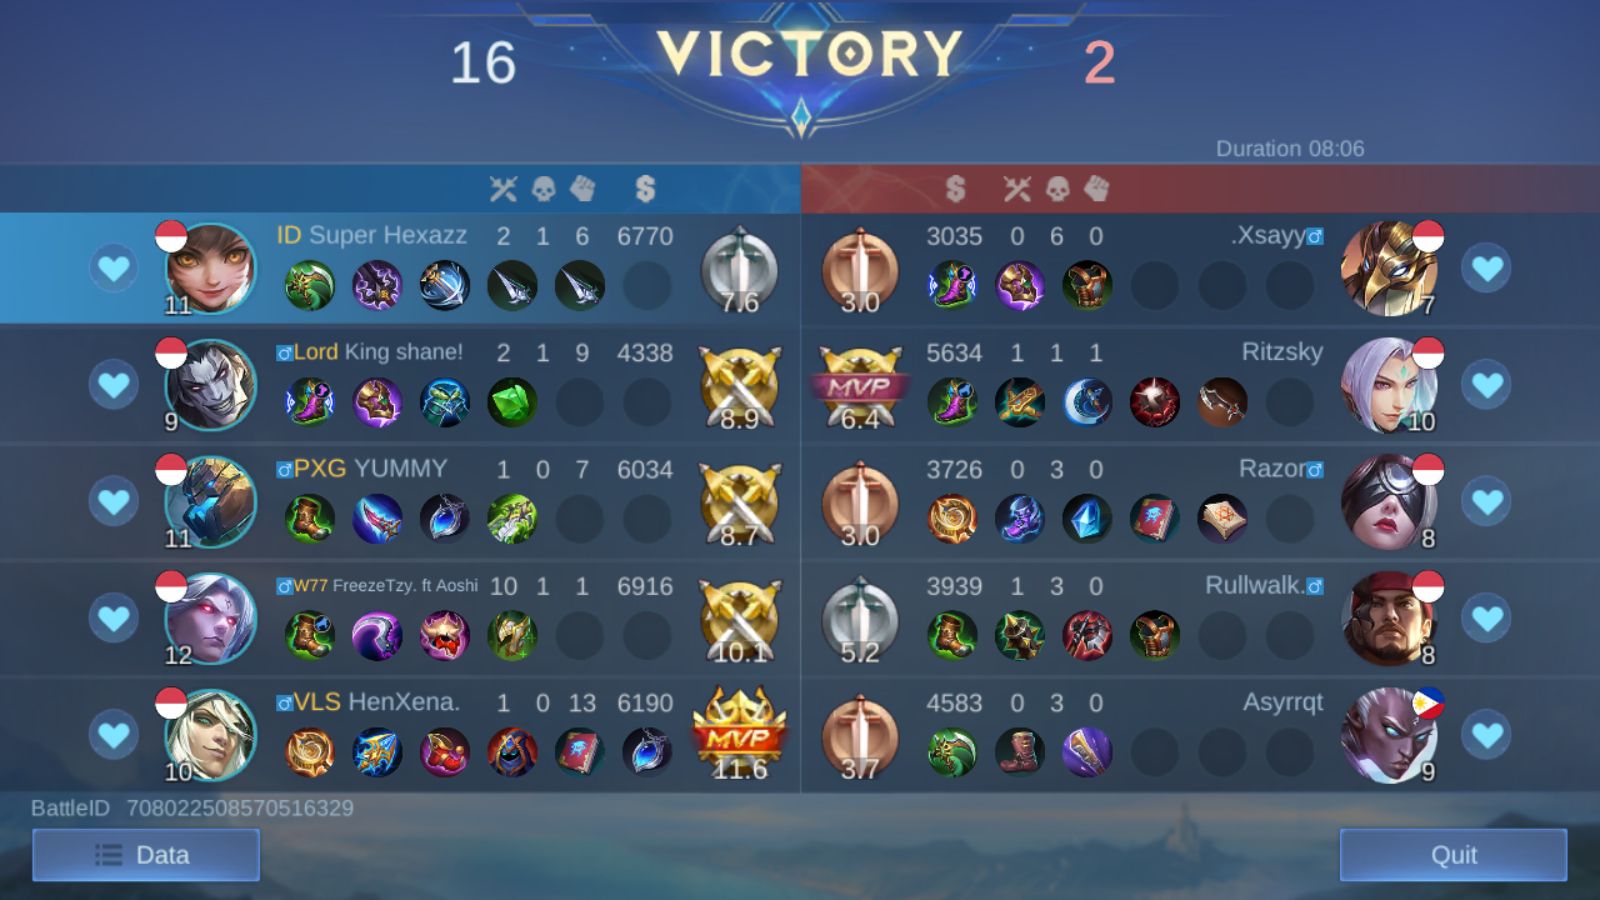 16 VICTORY 2
Duration 08:06
ID Super Hexazz 2 1 6 6770 11 7.6
3035 0 6 0 .Xsayy 3.0 7
Lord King shane! 2 1 9 4338 9 8.9
MVP 6.4 5634 1 1 1 Ritzsky 10
PXG YUMMY 1 0 7 6034 11 8.7
3726 0 3 0 Razor 3.0 8
W77 FreezeTzy. ft Aoshi 10 1 1 6916 12 10.1
3939 1 3 0 Rullwalk. 5.2 8
VLS HenXena. 1 0 13 6190 10 MVP 11.6
4583 0 3 0 Asyrrqt 3.7 9
BattleID 708022508570516329
Data
Quit